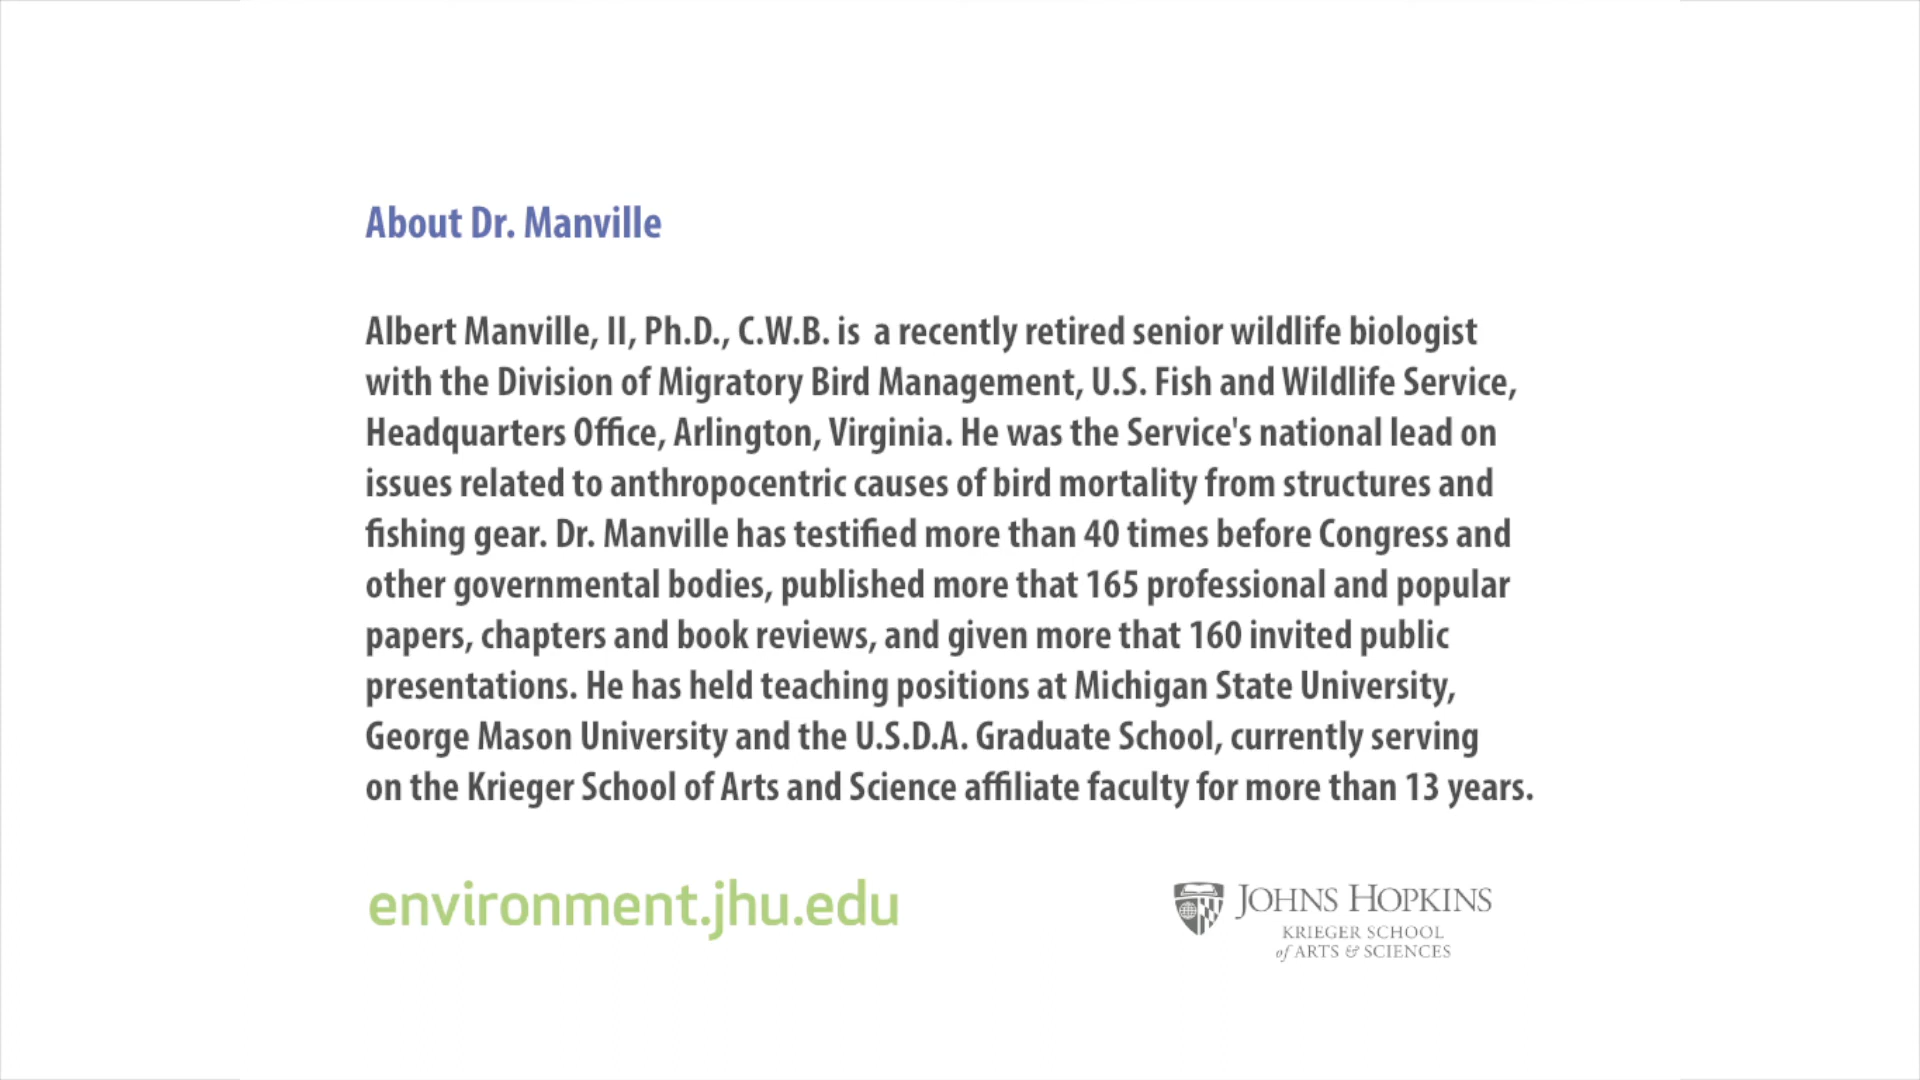 About Dr. Manville
Albert Manville, II, Ph.D., C.W.B. is a recently retired senior wildlife biologist
with the Division of Migratory Bird Management, U.S. Fish and Wildlife Service,
Headquarters Office, Arlington, Virginia. He was the Service's national lead on
issues related to anthropocentric causes of bird mortality from structures and
fishing gear. Dr. Manville has testified more than 40 times before Congress and
other governmental bodies, published more that 165 professional and popular
papers, chapters and book reviews, and given more that 160 invited public
presentations. He has held teaching positions at Michigan State University,
George Mason University and the U.S.D.A. Graduate School, currently serving
on the Krieger School of Arts and Science affiliate faculty for more than 13 years.
environment.jhu.edu
JOHNS HOPKINS
KRIEGER SCHOOL
of ARTS & SCIENCES